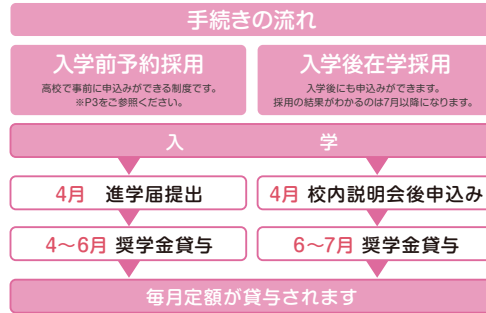 手続きの流れ
入学前予約採用
高校で事前に申込みができる制度です。
※P3をご参照ください。
入学後在学採用
入学後にも申込みができます。
採用の結果がわかるのは7月以降になります。
入 学
4月 進学届提出
4月 校内説明会後申込み
4〜6月 奨学金貸与
6〜7月 奨学金貸与
毎月定額が貸与されます